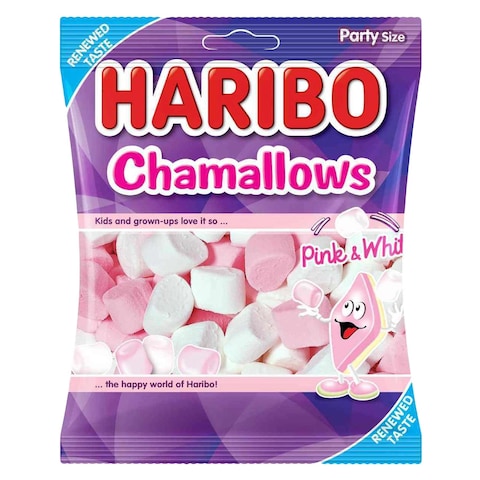 RENEWED
TASTE
Party Size
HARIBO
Chamallows
Kids and grown-ups love it so ...
Pink & Whit
... the happy world of Haribo!
RENEWED
TASTE